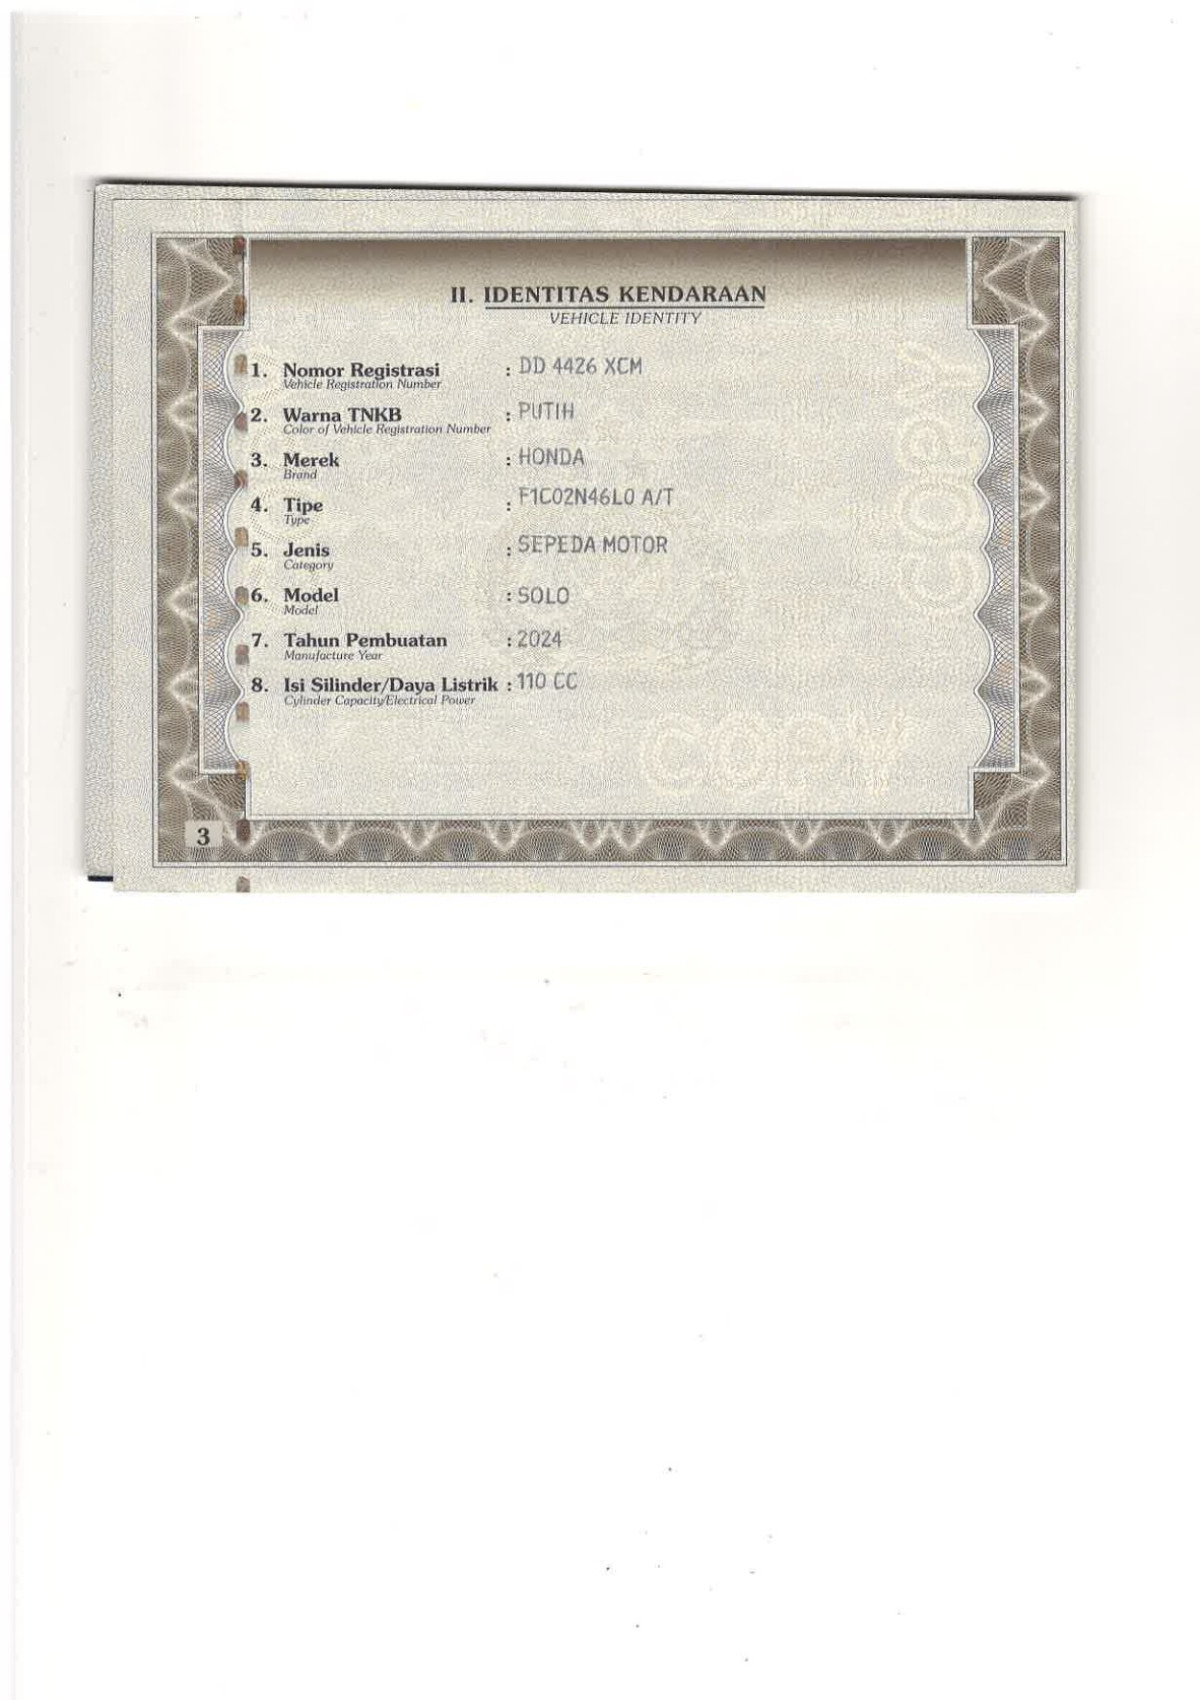 II. IDENTITAS KENDARAAN
VEHICLE IDENTITY
1. Nomor Registrasi : DD 4426 XCM
Vehicle Registration Number
2. Warna TNKB : PUTIH
Color of Vehicle Registration Number
3. Merek : HONDA
Brand
4. Tipe : F1C02N46L0 A/T
Type
5. Jenis : SEPEDA MOTOR
Category
6. Model : SOLO
Model
7. Tahun Pembuatan : 2024
Manufacture Year
8. Isi Silinder/Daya Listrik : 110 CC
Cylinder Capacity/Electrical Power
COPY
COPY
3